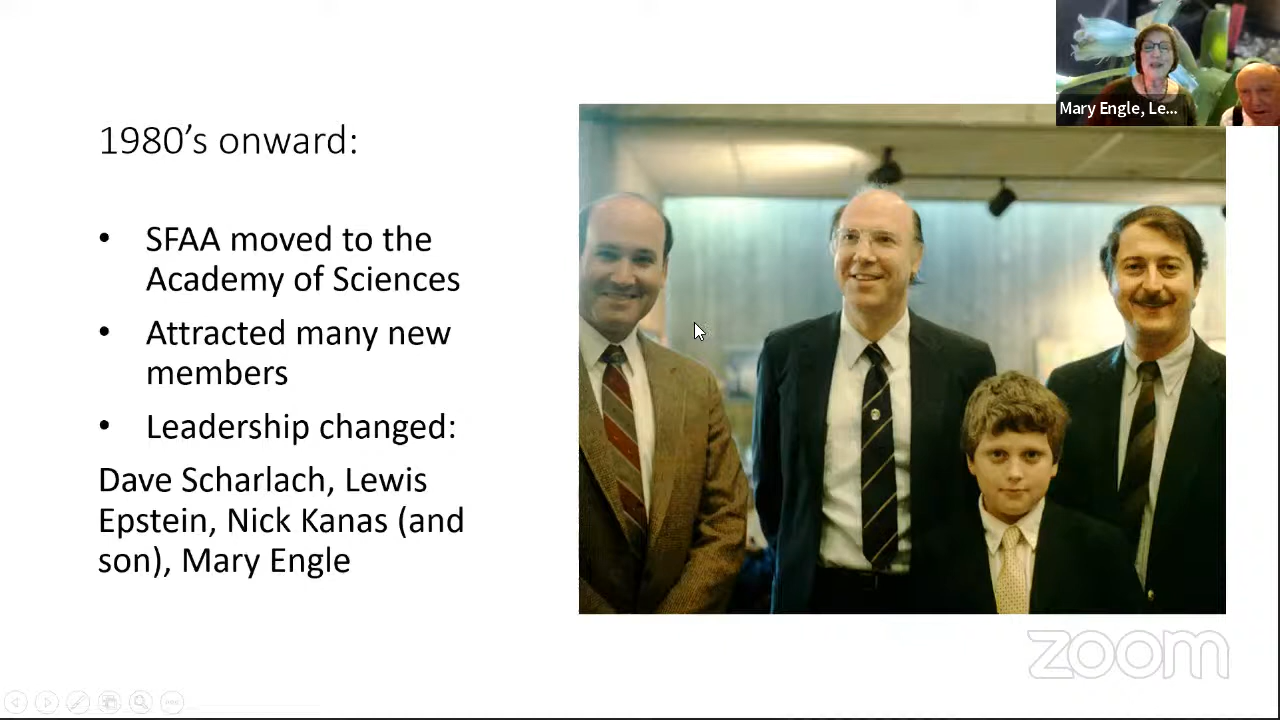 1980’s onward:
• SFAA moved to the
Academy of Sciences
• Attracted many new
members
• Leadership changed:
Dave Scharlach, Lewis
Epstein, Nick Kanas (and
son), Mary Engle
Mary Engle, Le...
zoom